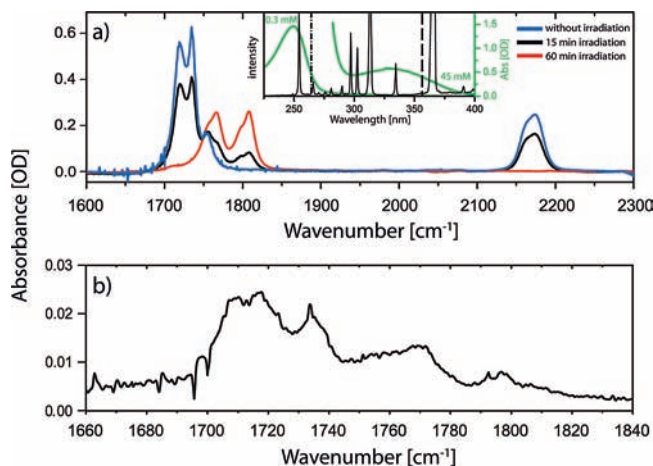 a)
0.3 mM
45 mM
intensity
Abs [OD]
1.5
1.0
0.5
0.0
250 300 350 400
Wavelength [nm]
without irradiation
15 min irradiation
60 min irradiation
0.6
0.4
0.2
0.0
1600 1700 1800 1900 2000 2100 2200 2300
Wavenumber [cm⁻¹]
Absorbance [OD]
b)
0.03
0.02
0.01
0.00
1660 1680 1700 1720 1740 1760 1780 1800 1820 1840
Wavenumber [cm⁻¹]